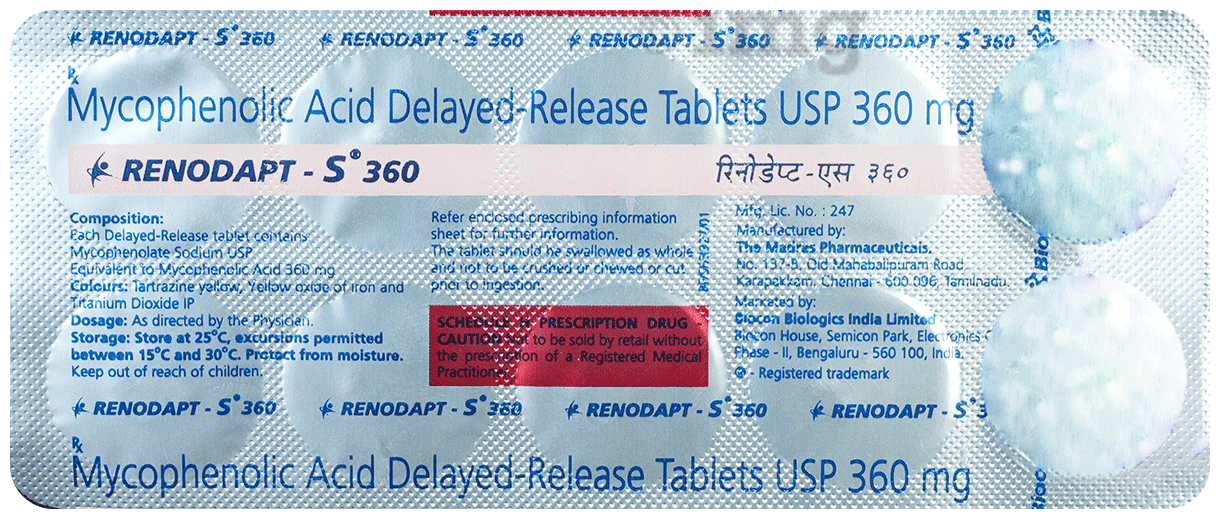 RENODAPT - S® 360 RENODAPT - S® 360 RENODAPT - S® 360 RENODAPT - S® 360
Rx
Mycophenolic Acid Delayed-Release Tablets USP 360 mg
RENODAPT - S® 360 रिनोडेप्ट-एस ३६०
Composition:
Each Delayed-Release tablet contains
Mycophenolate Sodium USP
Equivalent to Mycophenolic Acid 360 mg
Colours: Tartrazine yellow, Yellow oxide of Iron and
Titanium Dioxide IP
Dosage: As directed by the Physician.
Storage: Store at 25°C, excursions permitted
between 15°C and 30°C. Protect from moisture.
Keep out of reach of children.
Refer enclosed prescribing information
sheet for further information.
The tablet should be swallowed as whole
and not to be crushed or chewed or cut
prior to ingestion.
SCHEDULE H PRESCRIPTION DRUG -
CAUTION Not to be sold by retail without
the prescription of a Registered Medical
Practitioner
Mfg. Lic. No. : 247
Manufactured by:
The Madras Pharmaceuticals,
No. 137-B, Old Mahabalipuram Road,
Karapakkam, Chennai - 600 096, Tamilnadu.
Marketed by:
Biocon Biologics India Limited
Biocon House, Semicon Park, Electronics C
Phase - II, Bengaluru - 560 100, India.
® - Registered trademark
RENODAPT - S® 360 RENODAPT - S® 360 RENODAPT - S® 360 RENODAPT - S® 3
Rx
Mycophenolic Acid Delayed-Release Tablets USP 360 mg
Bioc
Bioc
mg